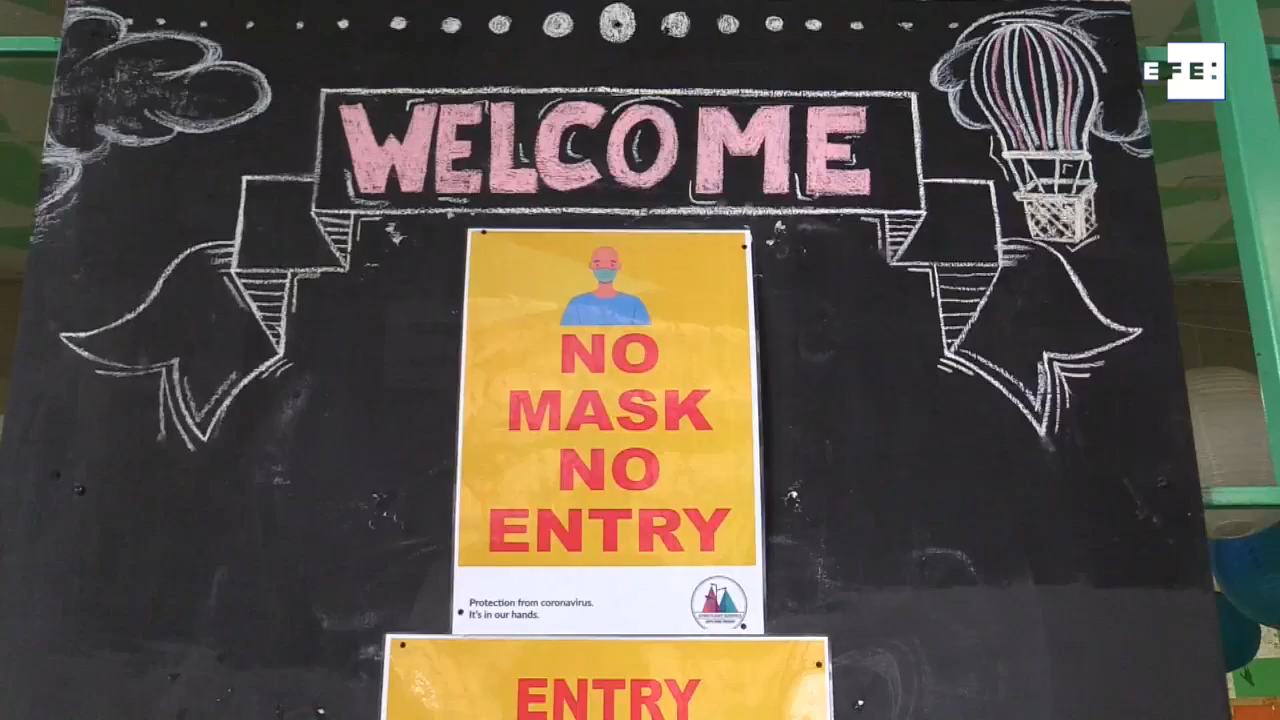 EFE:
WELCOME
NO
MASK
NO
ENTRY
Protection from coronavirus.
It's in our hands.
ENTRY